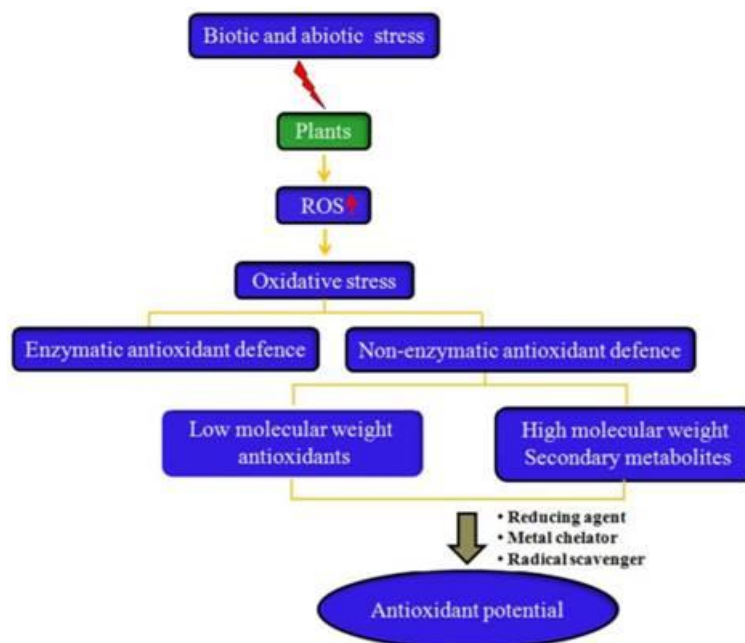 Biotic and abiotic stress
Plants
ROS
Oxidative stress
Enzymatic antioxidant defence
Non-enzymatic antioxidant defence
Low molecular weight
antioxidants
High molecular weight
Secondary metabolites
• Reducing agent
• Metal chelator
• Radical scavenger
Antioxidant potential